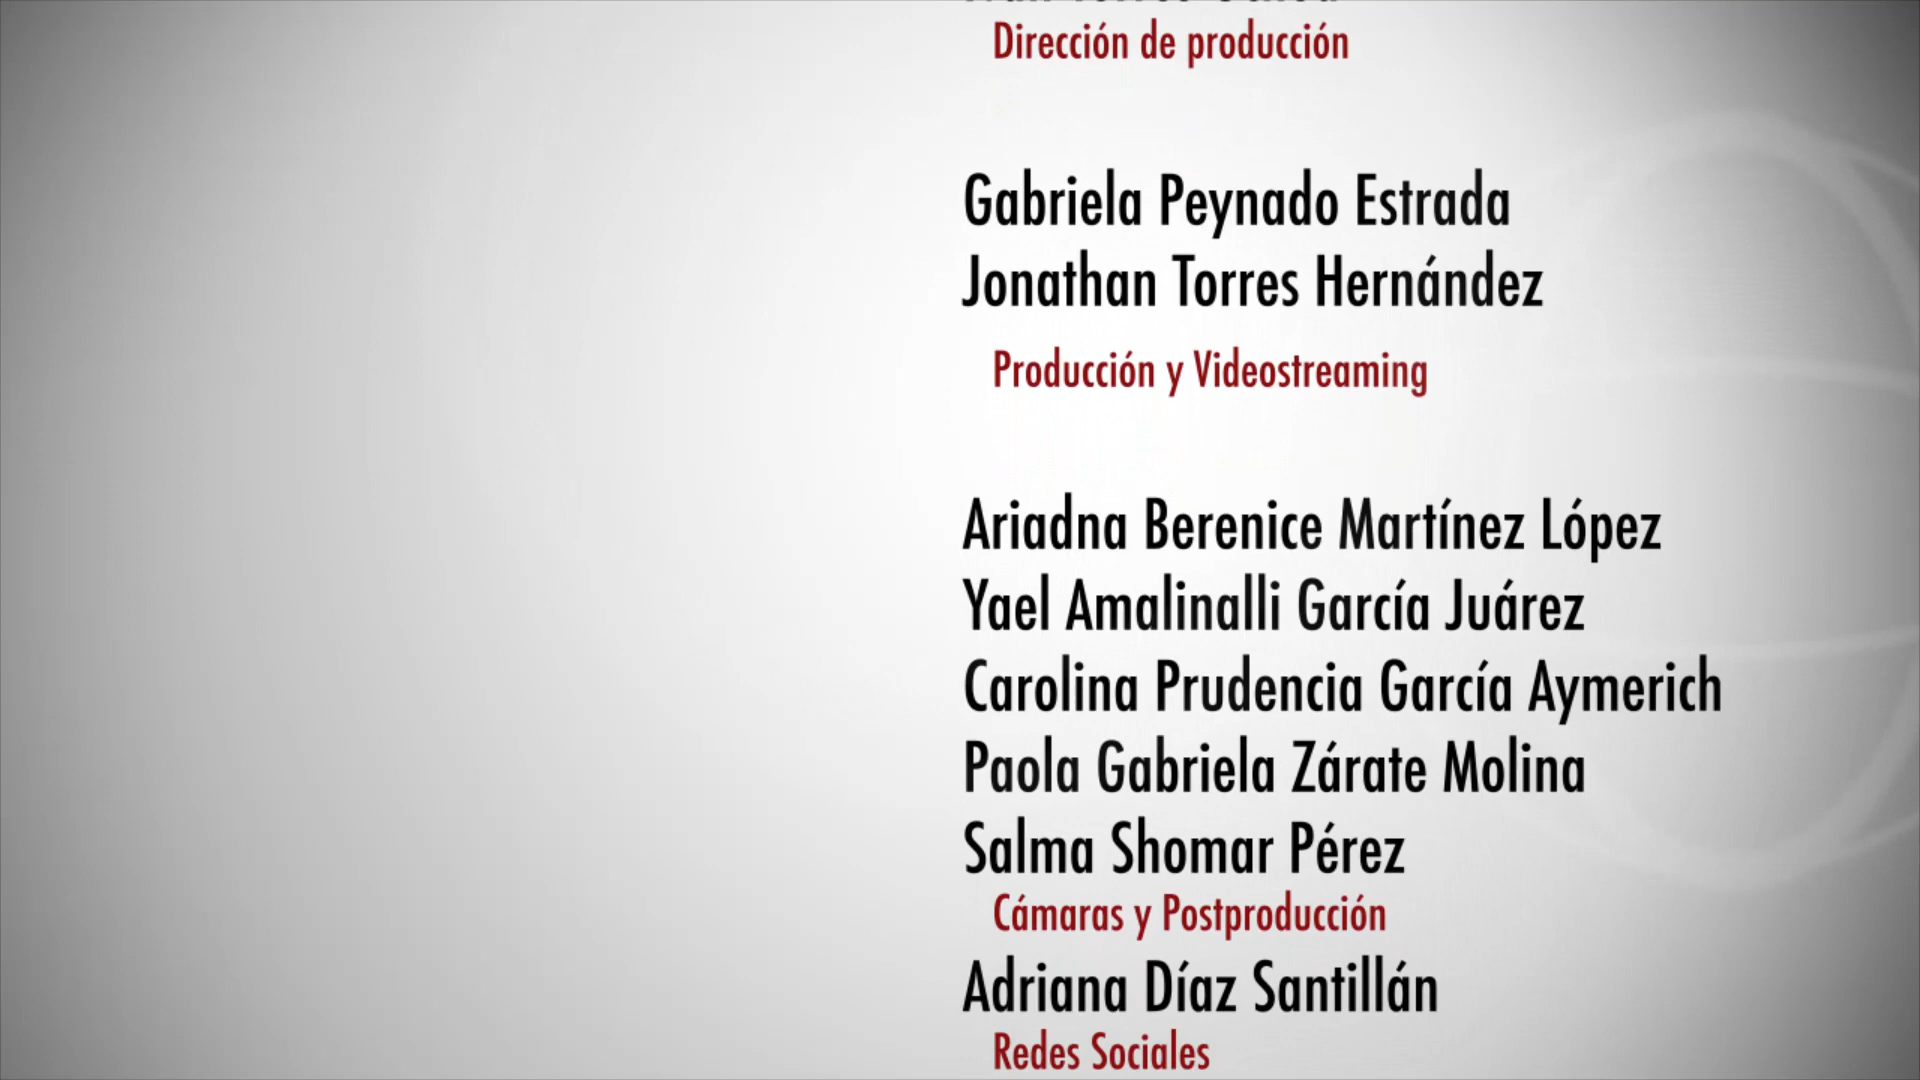 Dirección de producción
Gabriela Peynado Estrada
Jonathan Torres Hernández
Producción y Videostreaming
Ariadna Berenice Martínez López
Yael Amalinalli García Juárez
Carolina Prudencia García Aymerich
Paola Gabriela Zárate Molina
Salma Shomar Pérez
Cámaras y Postproducción
Adriana Díaz Santillán
Redes Sociales